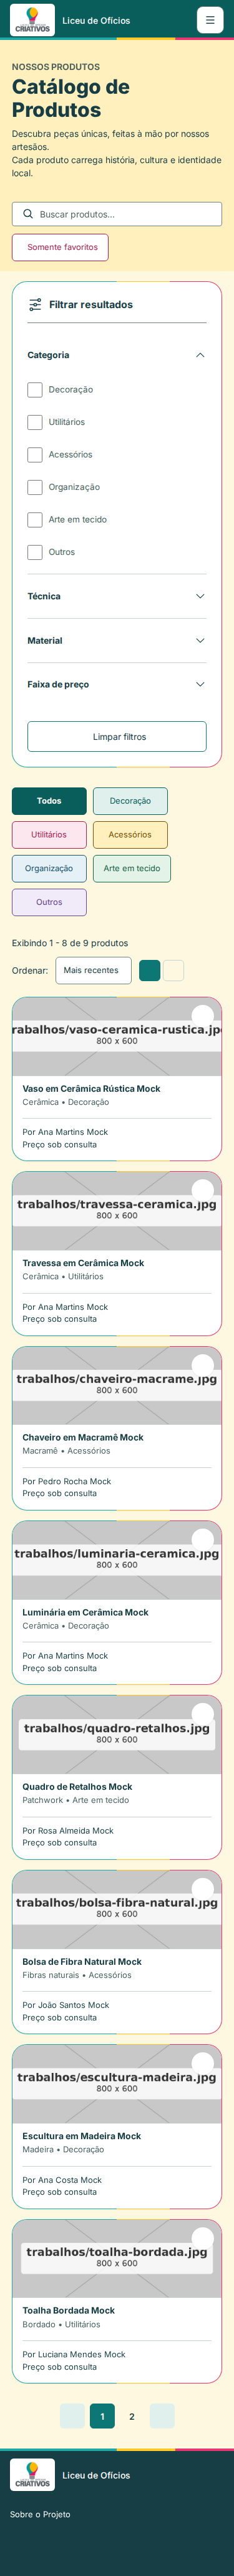 CRIATIVOS
Liceu de Ofícios
NOSSOS PRODUTOS
Catálogo de
Produtos
Descubra peças únicas, feitas à mão por nossos
artesãos.
Cada produto carrega história, cultura e identidade
local.
Buscar produtos...
Somente favoritos
Filtrar resultados
Categoria
Decoração
Utilitários
Acessórios
Organização
Arte em tecido
Outros
Técnica
Material
Faixa de preço
Limpar filtros
Todos
Decoração
Utilitários
Acessórios
Organização
Arte em tecido
Outros
Exibindo 1 - 8 de 9 produtos
Ordenar:
Mais recentes
rabalhos/vaso-ceramica-rustica.jp
800 x 600
Vaso em Cerâmica Rústica Mock
Cerâmica • Decoração
Por Ana Martins Mock
Preço sob consulta
trabalhos/travessa-ceramica.jpg
800 x 600
Travessa em Cerâmica Mock
Cerâmica • Utilitários
Por Ana Martins Mock
Preço sob consulta
trabalhos/chaveiro-macrame.jpg
800 x 600
Chaveiro em Macramê Mock
Macramê • Acessórios
Por Pedro Rocha Mock
Preço sob consulta
trabalhos/luminaria-ceramica.jpg
800 x 600
Luminária em Cerâmica Mock
Cerâmica • Decoração
Por Ana Martins Mock
Preço sob consulta
trabalhos/quadro-retalhos.jpg
800 x 600
Quadro de Retalhos Mock
Patchwork • Arte em tecido
Por Rosa Almeida Mock
Preço sob consulta
trabalhos/bolsa-fibra-natural.jpg
800 x 600
Bolsa de Fibra Natural Mock
Fibras naturais • Acessórios
Por João Santos Mock
Preço sob consulta
trabalhos/escultura-madeira.jpg
800 x 600
Escultura em Madeira Mock
Madeira • Decoração
Por Ana Costa Mock
Preço sob consulta
trabalhos/toalha-bordada.jpg
800 x 600
Toalha Bordada Mock
Bordado • Utilitários
Por Luciana Mendes Mock
Preço sob consulta
1
2
CRIATIVOS
Liceu de Ofícios
Sobre o Projeto